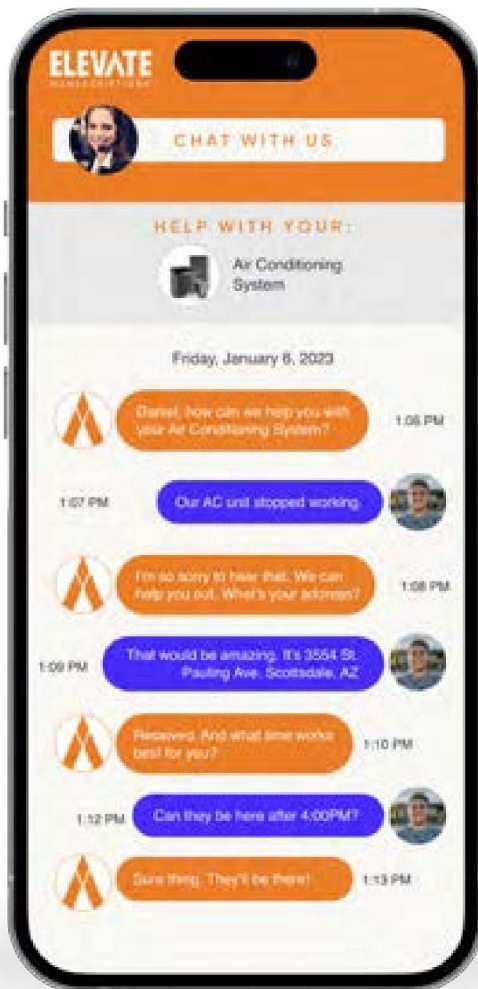 ELEVATE
TRANSCRIPTIONS
CHAT WITH US
HELP WITH YOUR:
Air Conditioning
System
Friday, January 6, 2023
Daniel, how can we help you with
your Air Conditioning System?
1:06 PM
1:07 PM
Our AC unit stopped working.
I'm so sorry to hear that. We can
help you out. What's your address?
1:08 PM
1:09 PM
That would be amazing. It's 3554 St.
Pauling Ave. Scottsdale, AZ
Received. And what time works
best for you?
1:10 PM
1:12 PM
Can they be here after 4:00PM?
Sure thing. They'll be there!
1:13 PM